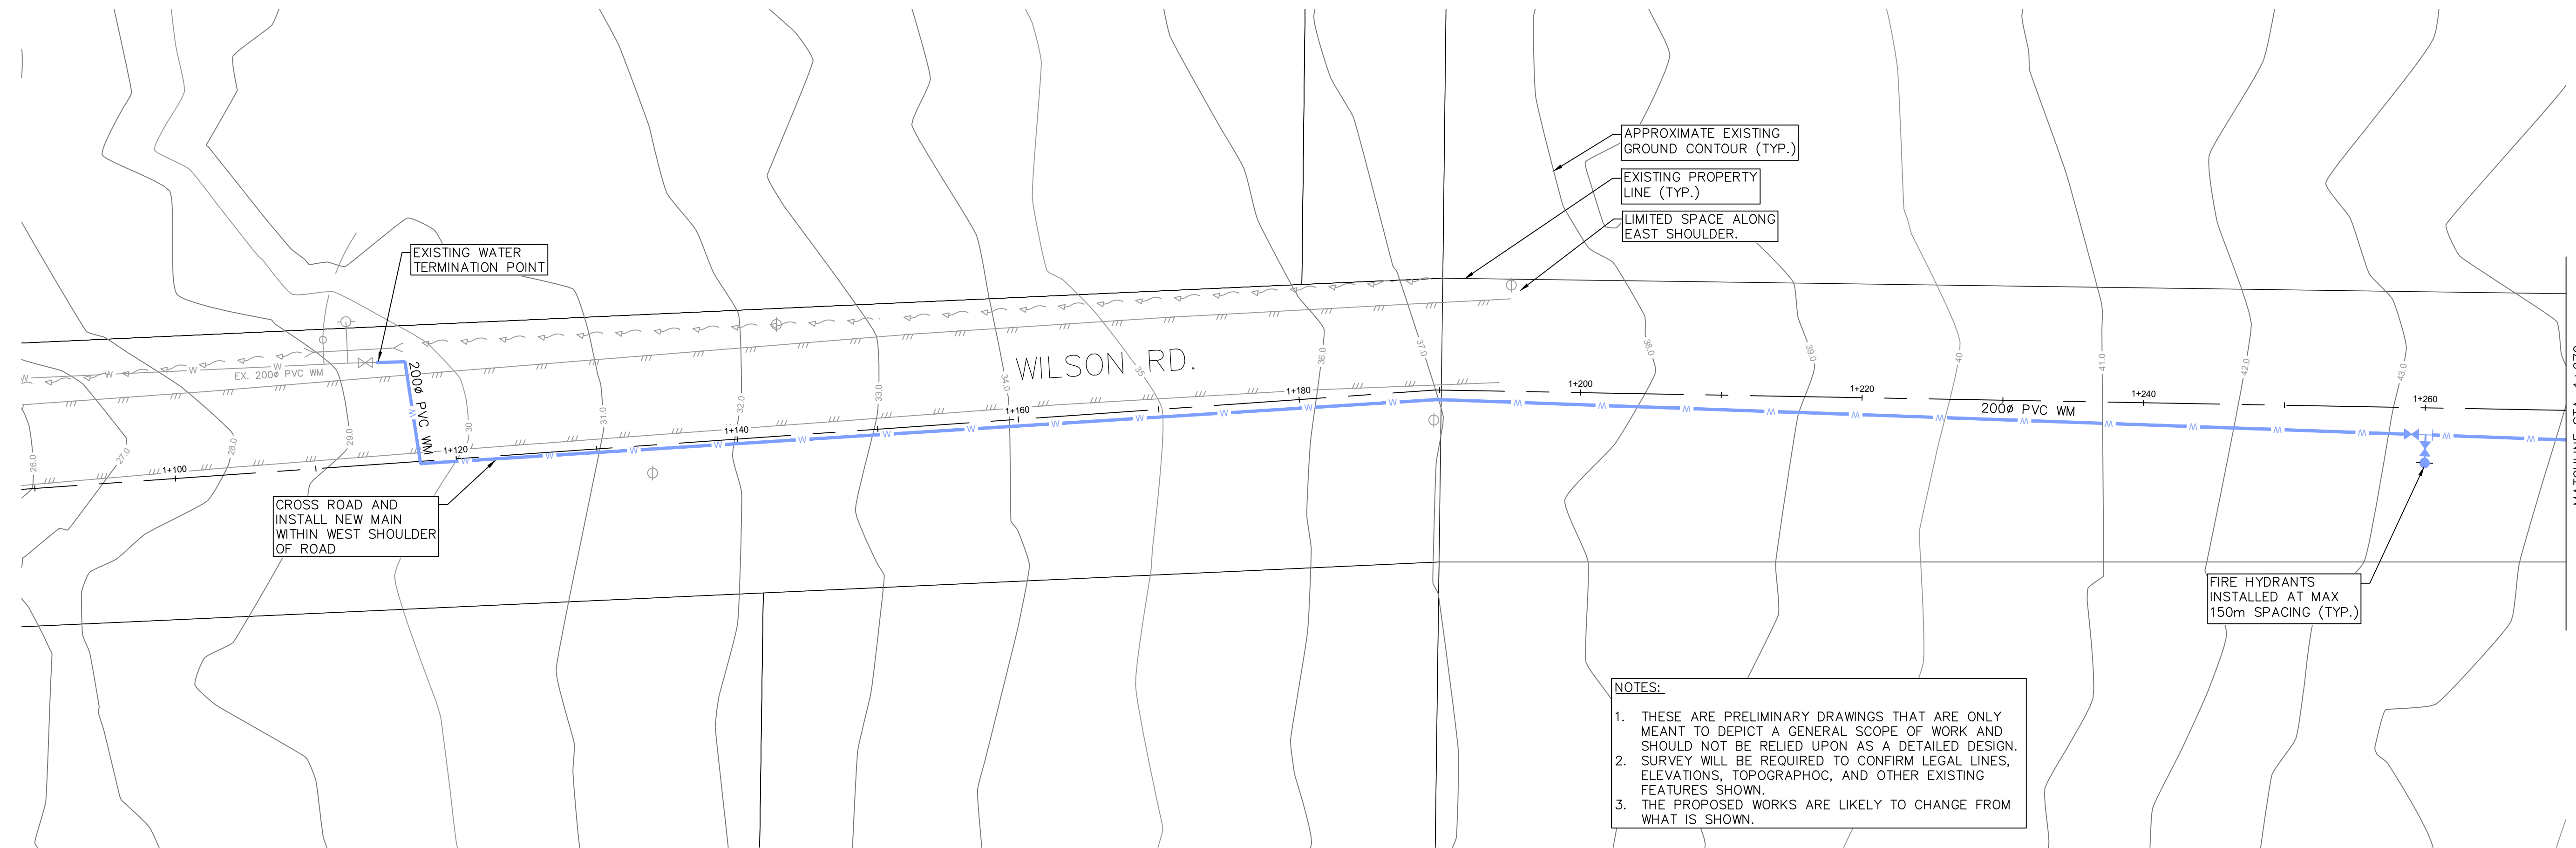 APPROXIMATE EXISTING
GROUND CONTOUR (TYP.)
EXISTING PROPERTY
LINE (TYP.)
LIMITED SPACE ALONG
EAST SHOULDER.
EXISTING WATER
TERMINATION POINT
WILSON RD.
EX. 200ø PVC WM
200ø PVC WM
200ø PVC WM
1+100
1+120
1+140
1+160
1+180
1+200
1+220
1+240
1+260
26.0
27.0
28.0
29.0
30
31.0
32.0
33.0
34.0
35
36.0
37.0
38.0
39.0
40
41.0
42.0
43.0
CROSS ROAD AND
INSTALL NEW MAIN
WITHIN WEST SHOULDER
OF ROAD
FIRE HYDRANTS
INSTALLED AT MAX
150m SPACING (TYP.)
NOTES:
1. THESE ARE PRELIMINARY DRAWINGS THAT ARE ONLY
MEANT TO DEPICT A GENERAL SCOPE OF WORK AND
SHOULD NOT BE RELIED UPON AS A DETAILED DESIGN.
2. SURVEY WILL BE REQUIRED TO CONFIRM LEGAL LINES,
ELEVATIONS, TOPOGRAPHOC, AND OTHER EXISTING
FEATURES SHOWN.
3. THE PROPOSED WORKS ARE LIKELY TO CHANGE FROM
WHAT IS SHOWN.